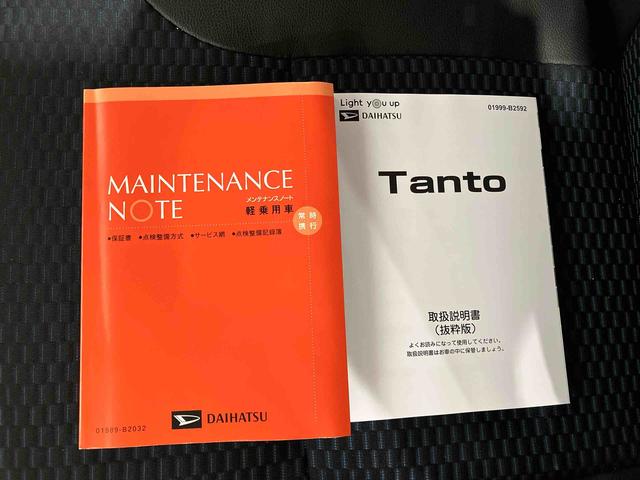 MAINTENANCE
NOTE
メンテナンスノート
軽乗用車
常時
携行
●保証書 ●点検整備方式 ●サービス網 ●点検整備記録簿
01989-B2032
DAIHATSU
Light you up
01999-B2592
DAIHATSU
Tanto
取扱説明書
(抜粋版)
よくお読みになって使用してください。
取扱説明書はお車の中に保管しましょう。